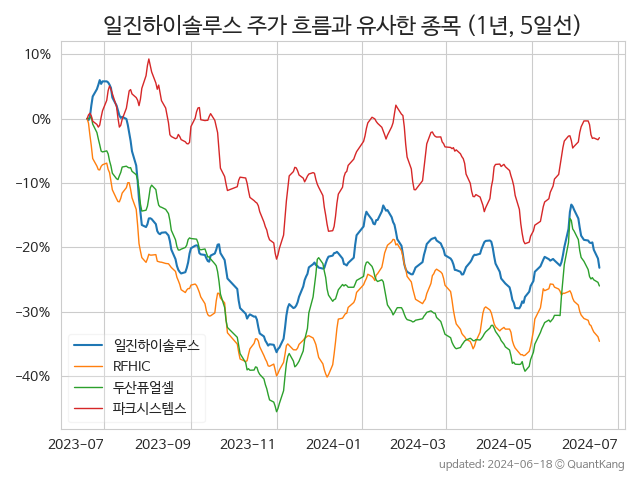 일진하이솔루스 주가 흐름과 유사한 종목 (1년, 5일선)
10%
0%
−10%
−20%
−30%
−40%
일진하이솔루스
RFHIC
두산퓨얼셀
파크시스템스
2023-07 2023-09 2023-11 2024-01 2024-03 2024-05 2024-07
updated: 2024-06-18 © QuantKang